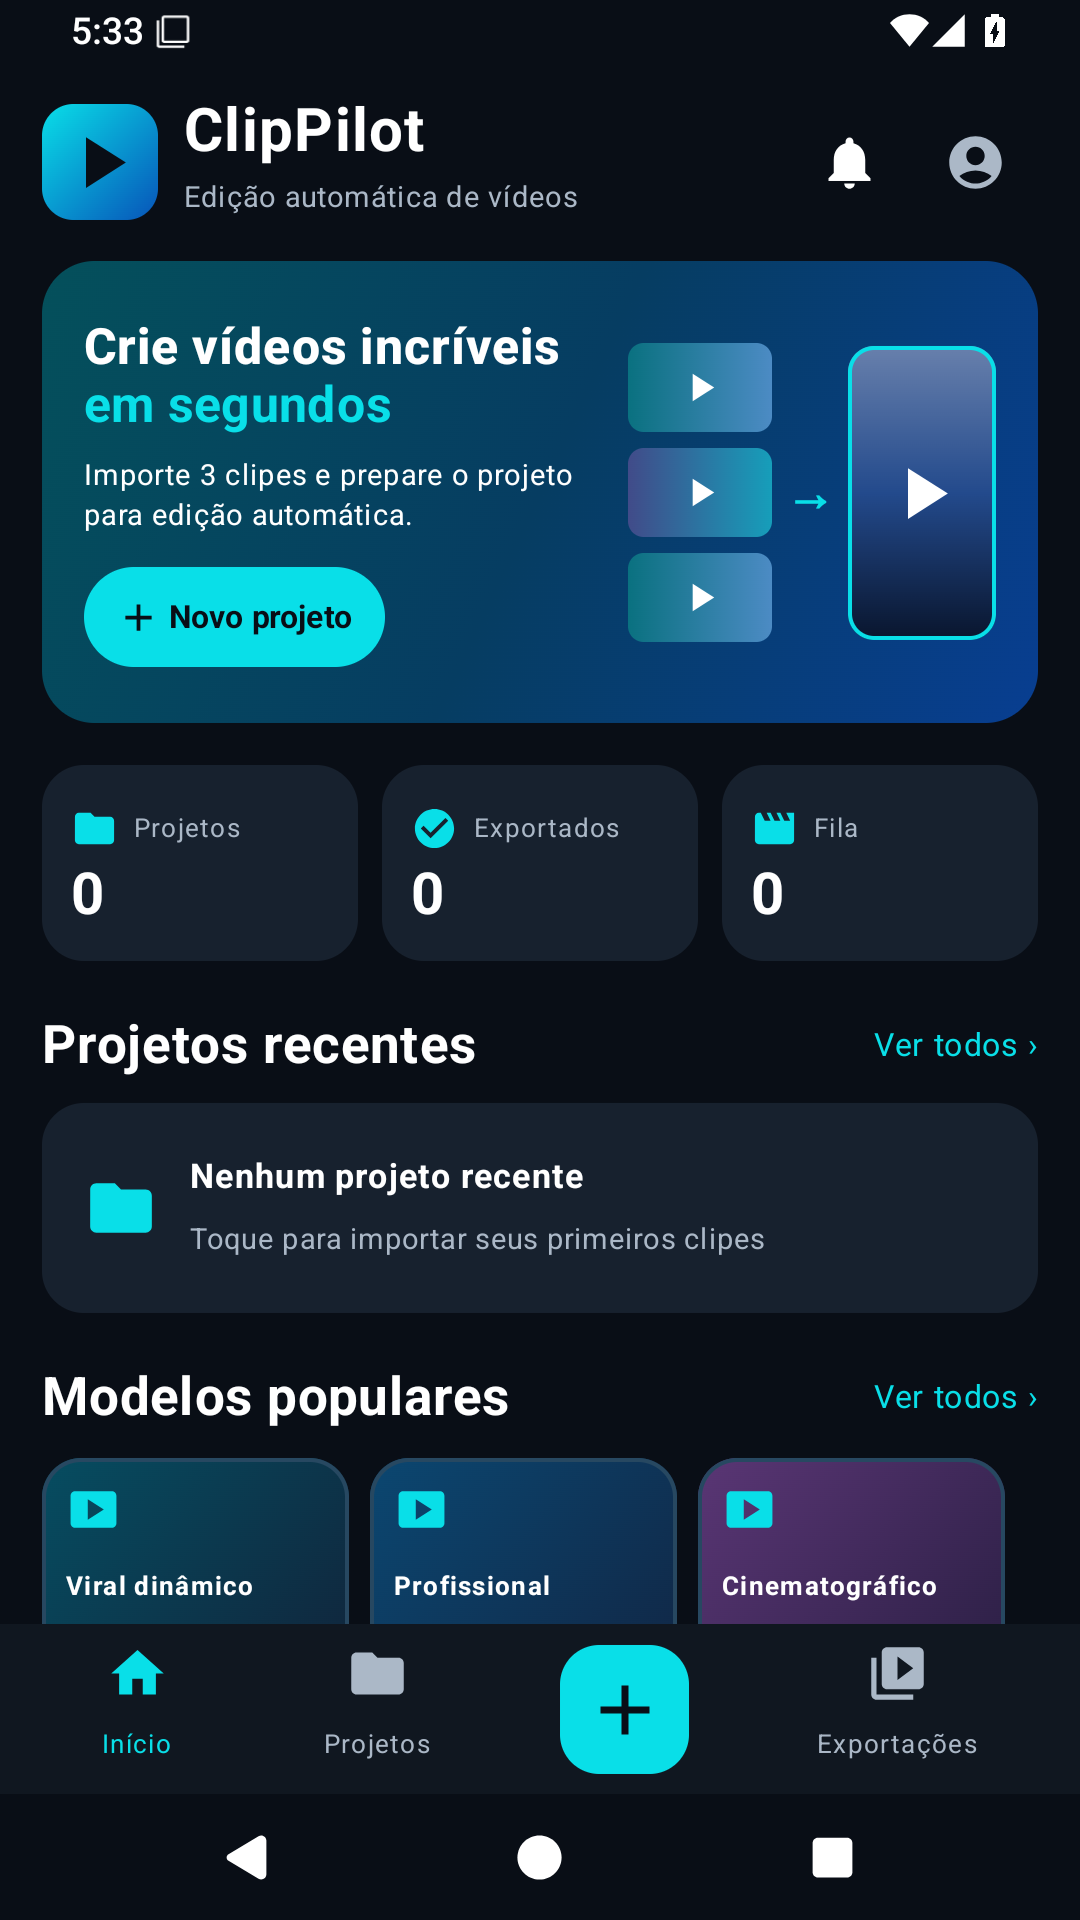 5:33
ClipPilot
Edição automática de vídeos
Crie vídeos incríveis
em segundos
Importe 3 clipes e prepare o projeto
para edição automática.
+ Novo projeto
→
Projetos
0
Exportados
0
Fila
0
Projetos recentes
Ver todos ›
Nenhum projeto recente
Toque para importar seus primeiros clipes
Modelos populares
Ver todos ›
Viral dinâmico
Profissional
Cinematográfico
Início
Projetos
Exportações